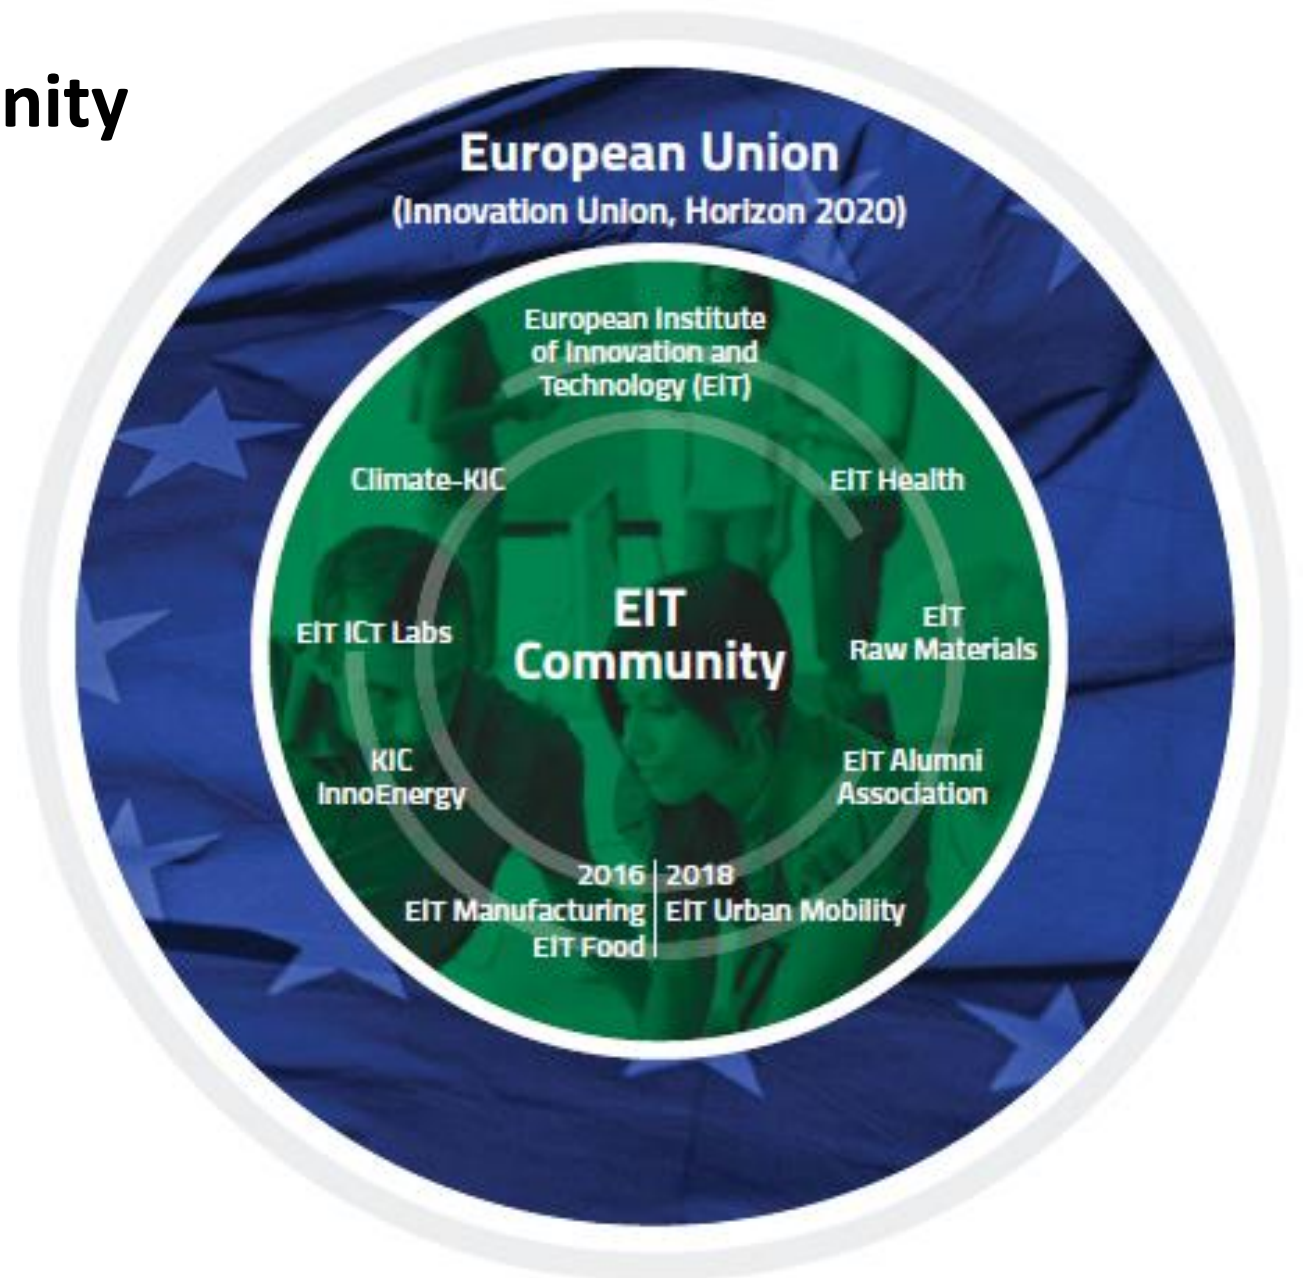 nity
European Union
(Innovation Union, Horizon 2020)
European Institute
of Innovation and
Technology (EIT)
Climate-KIC
EIT Health
EIT ICT Labs
EIT
Community
EIT
Raw Materials
KIC
InnoEnergy
EIT Alumni
Association
2016 | 2018
EIT Manufacturing | EIT Urban Mobility
EIT Food